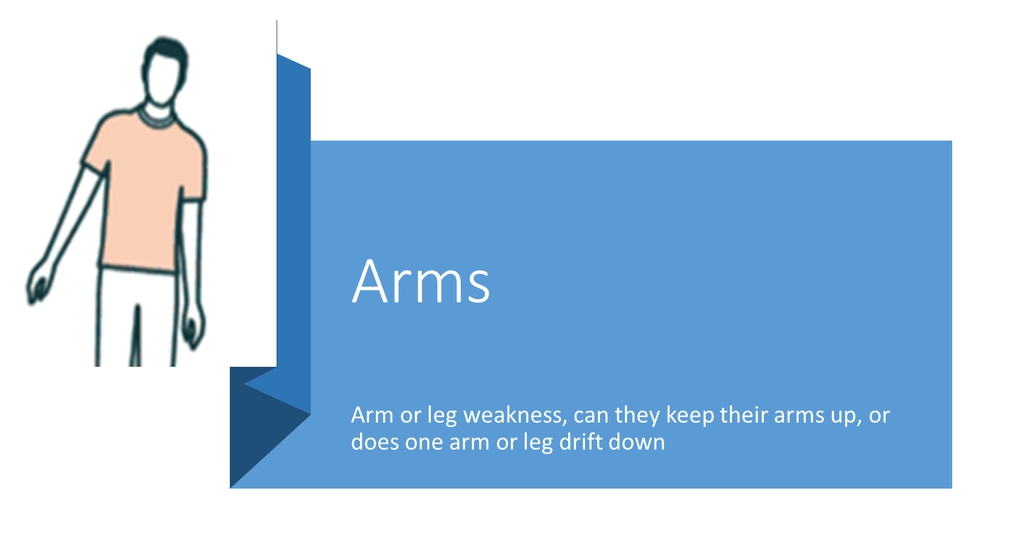 Arms
Arm or leg weakness, can they keep their arms up, or
does one arm or leg drift down